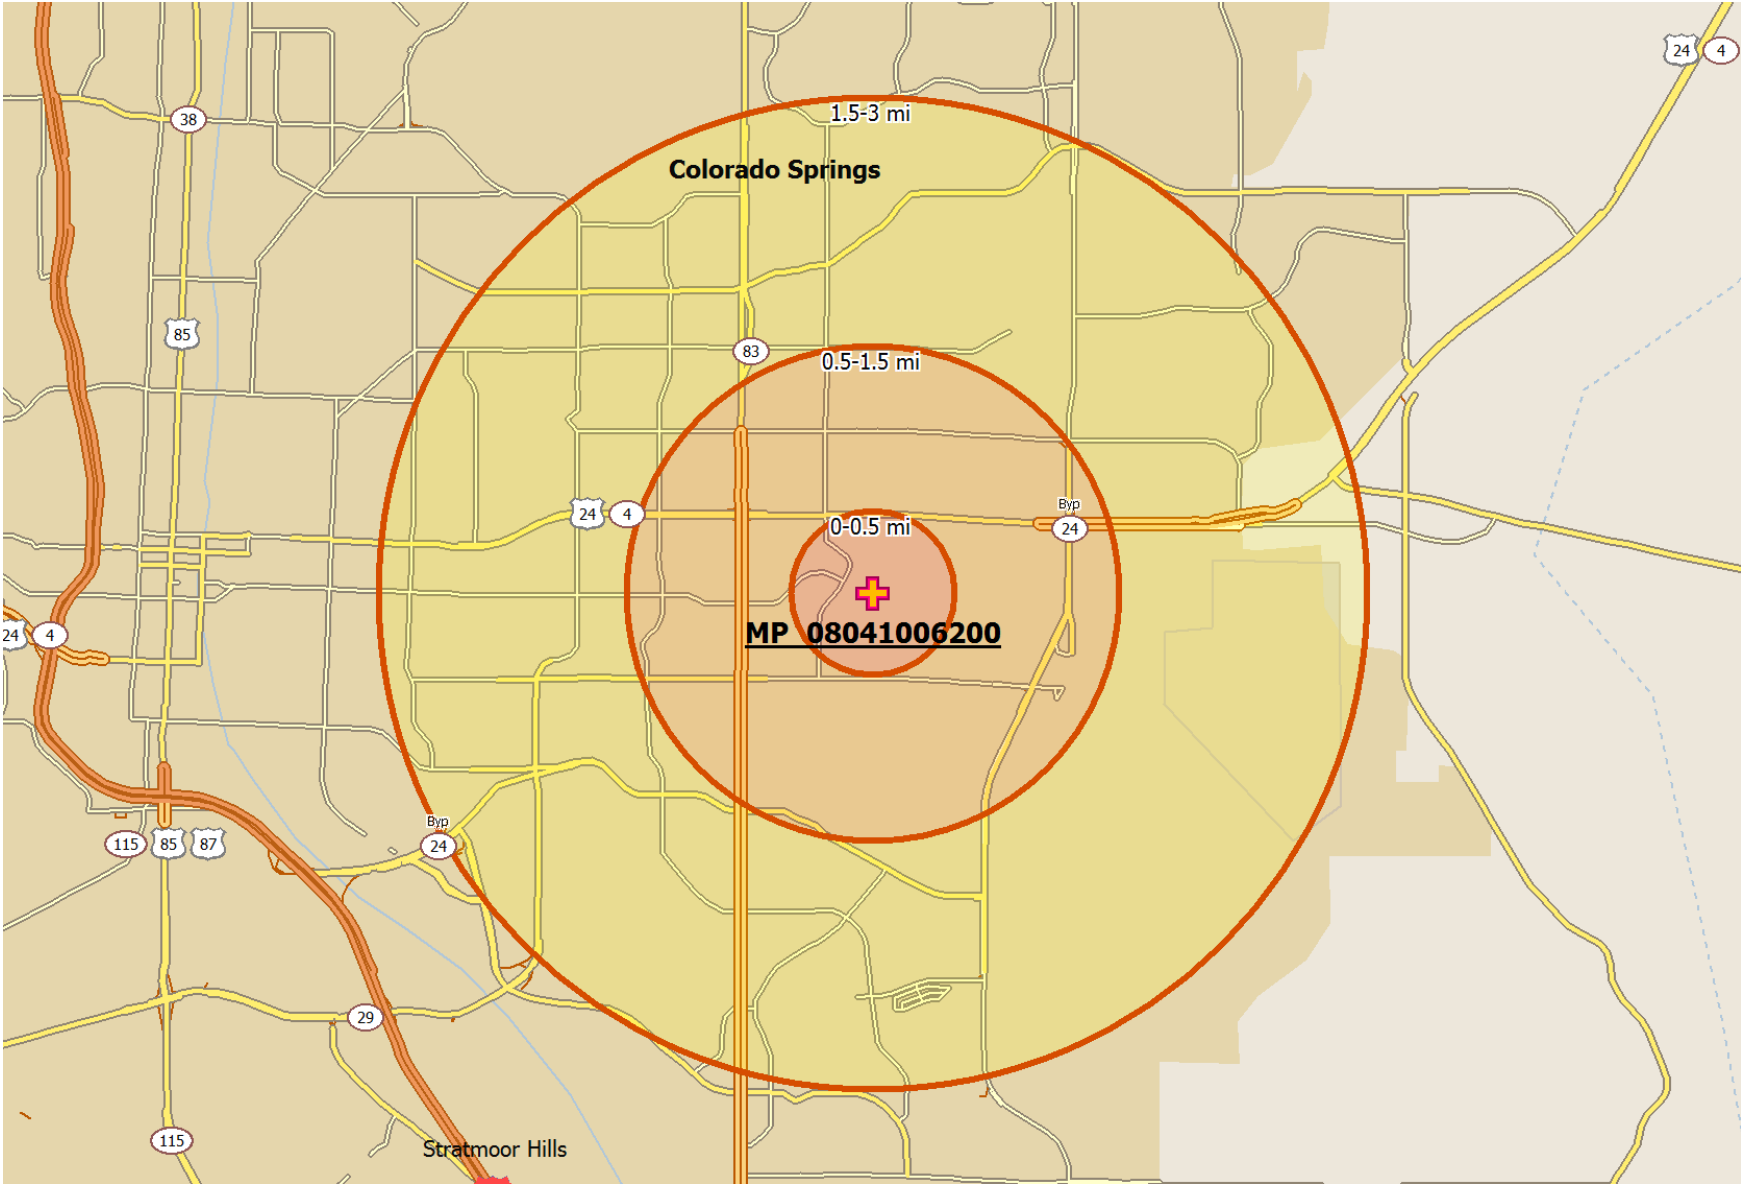 24 4
1.5-3 mi
38
Colorado Springs
85
83
0.5-1.5 mi
24 4
Byp
24
0-0.5 mi
24 4
MP 08041006200
Byp
24
115 85 87
29
115
Stratmoor Hills